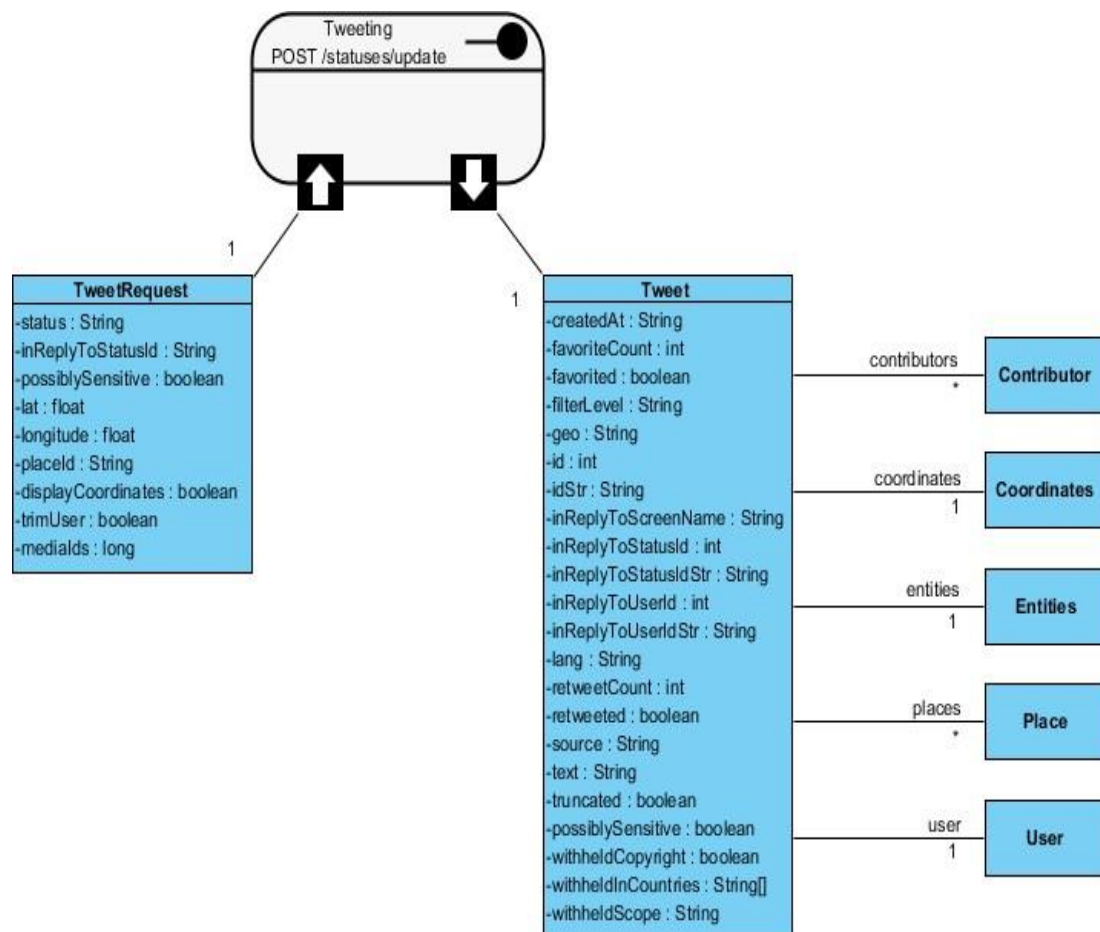 Tweeting
POST /statuses/update
1
TweetRequest
-status : String
-inReplyToStatusId : String
-possiblySensitive : boolean
-lat : float
-longitude : float
-placeId : String
-displayCoordinates : boolean
-trimUser : boolean
-mediaIds : long
1
Tweet
-createdAt : String
-favoriteCount : int
-favorited : boolean
-filterLevel : String
-geo : String
-id : int
-idStr : String
-inReplyToScreenName : String
-inReplyToStatusId : int
-inReplyToStatusIdStr : String
-inReplyToUserId : int
-inReplyToUserIdStr : String
-lang : String
-retweetCount : int
-retweeted : boolean
-source : String
-text : String
-truncated : boolean
-possiblySensitive : boolean
-withheldCopyright : boolean
-withheldInCountries : String[]
-withheldScope : String
contributors
*
Contributor
coordinates
1
Coordinates
entities
1
Entities
places
*
Place
user
1
User